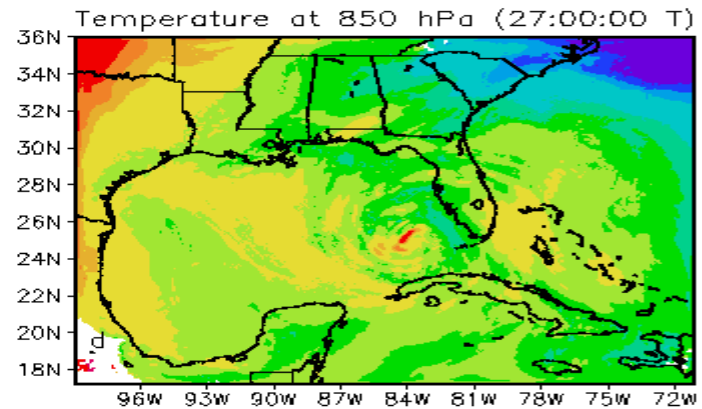 Temperature at 850 hPa (27:00:00 T)
36N
34N
32N
30N
28N
26N
24N
22N
20N
18N
96W 93W 90W 87W 84W 81W 78W 75W 72W